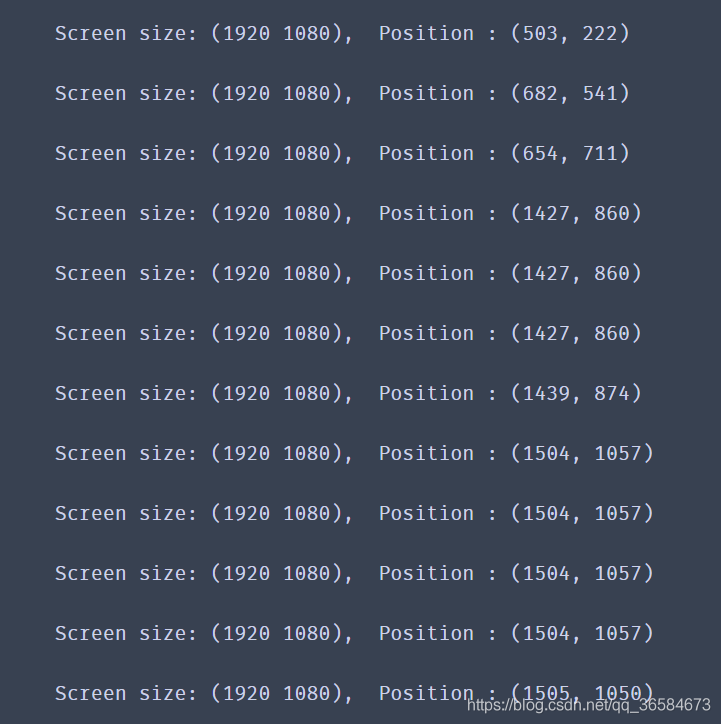 Screen size: (1920 1080),  Position : (503, 222)
Screen size: (1920 1080),  Position : (682, 541)
Screen size: (1920 1080),  Position : (654, 711)
Screen size: (1920 1080),  Position : (1427, 860)
Screen size: (1920 1080),  Position : (1427, 860)
Screen size: (1920 1080),  Position : (1427, 860)
Screen size: (1920 1080),  Position : (1439, 874)
Screen size: (1920 1080),  Position : (1504, 1057)
Screen size: (1920 1080),  Position : (1504, 1057)
Screen size: (1920 1080),  Position : (1504, 1057)
Screen size: (1920 1080),  Position : (1504, 1057)
Screen size: (1920 1080),  Position : (1505, 1050)
https://blog.csdn.net/qq_36584673